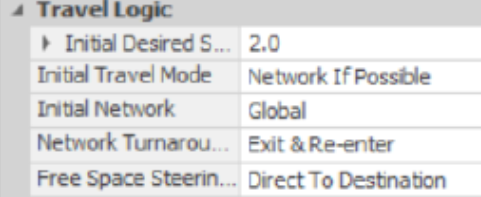 Travel Logic
Initial Desired S... 2.0
Initial Travel Mode Network If Possible
Initial Network Global
Network Turnarou... Exit & Re-enter
Free Space Steerin... Direct To Destination